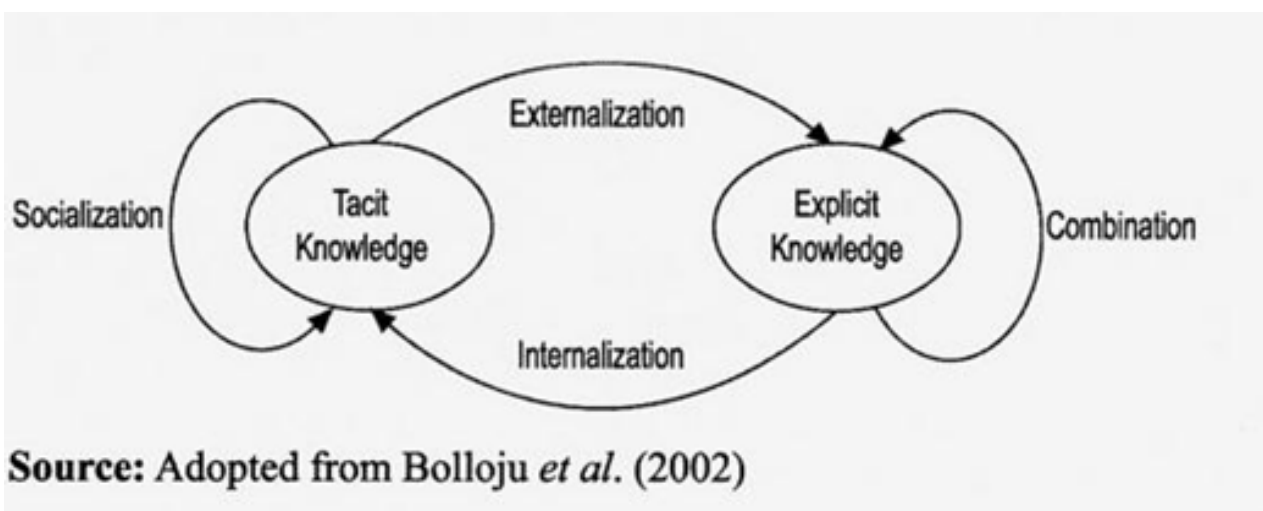 Externalization
Socialization
Tacit
Knowledge
Explicit
Knowledge
Combination
Internalization
Source: Adopted from Bolloju et al. (2002)